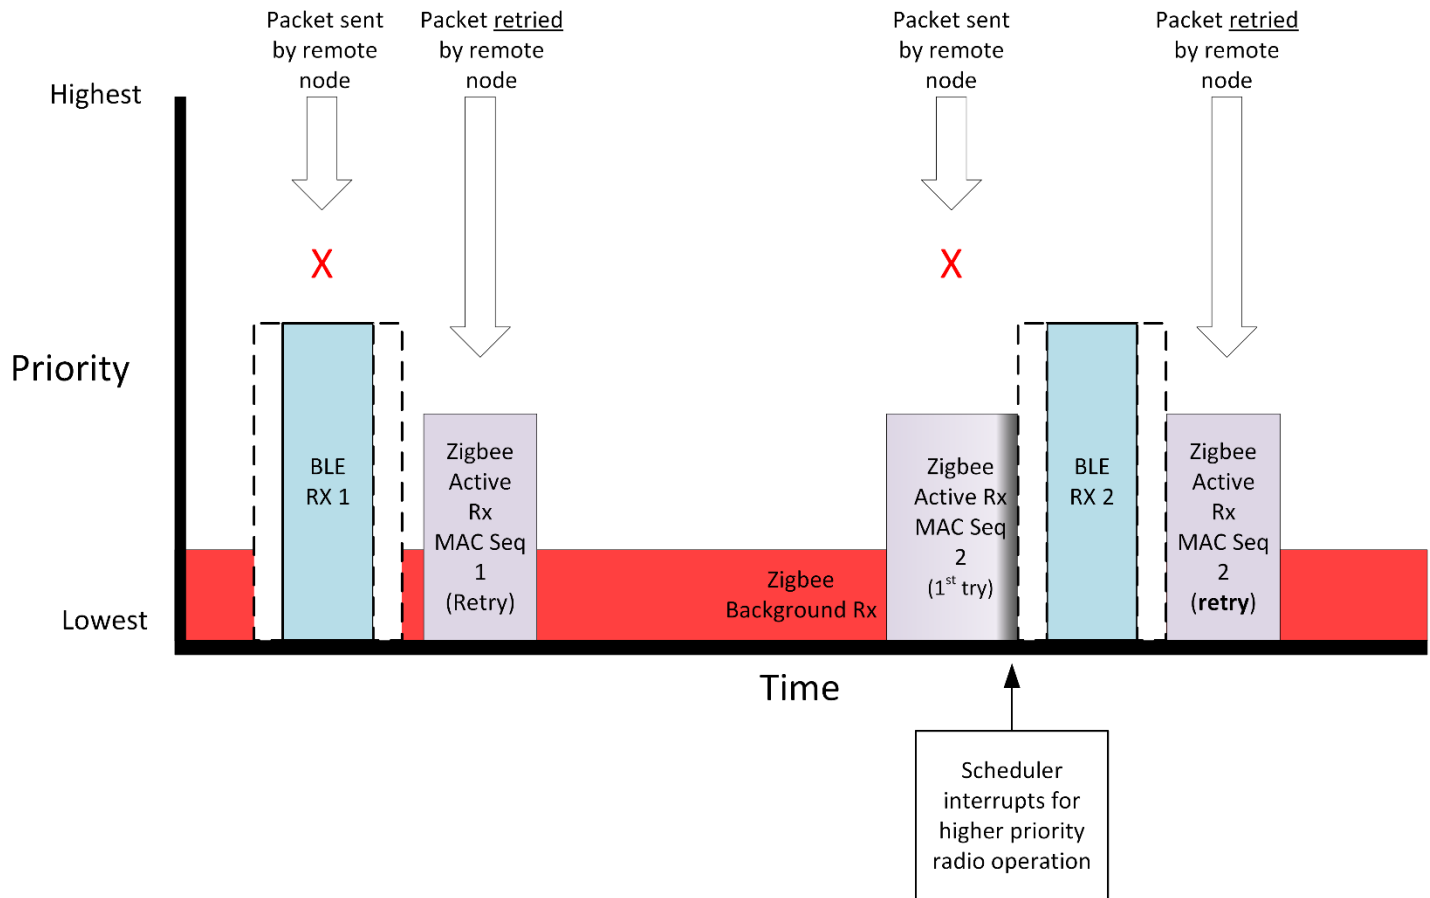 Packet sent
by remote
node
Packet retried
by remote
node
Packet sent
by remote
node
Packet retried
by remote
node
Highest
X
X
Priority
BLE
RX 1
Zigbee
Active
Rx
MAC Seq
1
(Retry)
Zigbee
Background Rx
Zigbee
Active Rx
MAC Seq
2
(1st try)
BLE
RX 2
Zigbee
Active
Rx
MAC Seq
2
(retry)
Lowest
Time
Scheduler
interrupts for
higher priority
radio operation